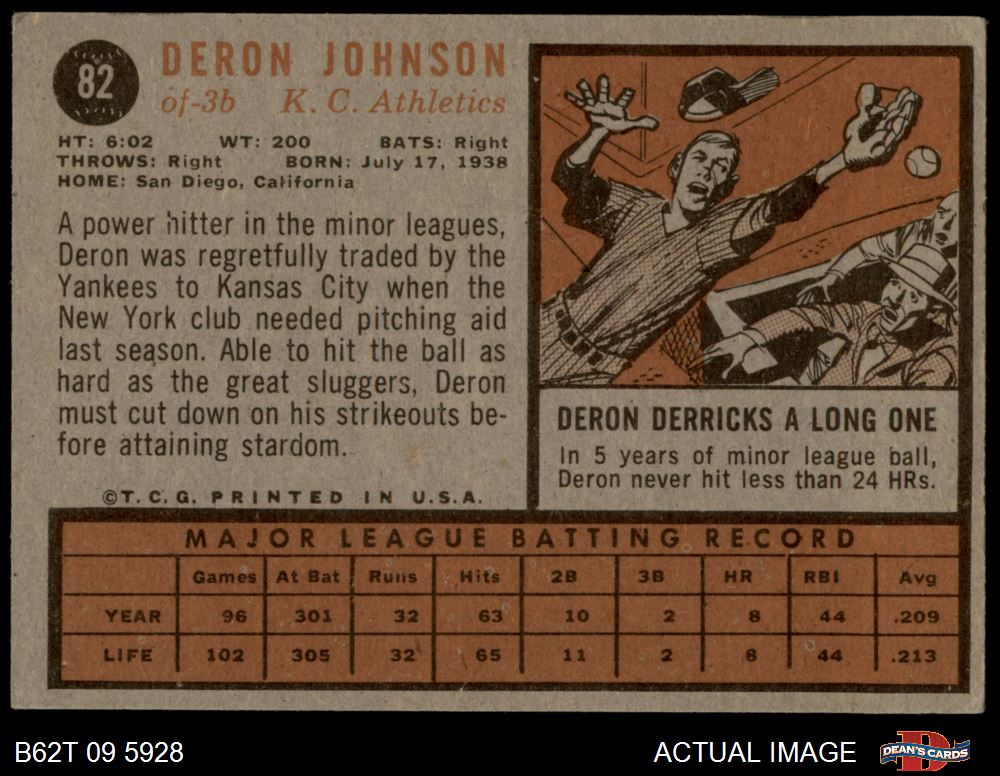 82
DERON JOHNSON
of-3b K. C. Athletics
HT: 6:02 WT: 200 BATS: Right
THROWS: Right BORN: July 17, 1938
HOME: San Diego, California
A power hitter in the minor leagues,
Deron was regretfully traded by the
Yankees to Kansas City when the
New York club needed pitching aid
last season. Able to hit the ball as
hard as the great sluggers, Deron
must cut down on his strikeouts be-
fore attaining stardom.
©T. C. G. PRINTED IN U.S.A.
DERON DERRICKS A LONG ONE
In 5 years of minor league ball,
Deron never hit less than 24 HRs.
MAJOR LEAGUE BATTING RECORD
Games At Bat Runs Hits 2B 3B HR RBI Avg
YEAR 96 301 32 63 10 2 8 44 .209
LIFE 102 305 32 65 11 2 8 44 .213
B62T 09 5928 ACTUAL IMAGE
DEAN'S CARDS